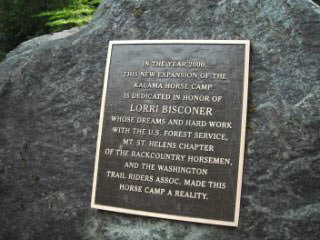 IN THE YEAR 2000,
THIS NEW EXPANSION OF THE
KALAMA HORSE CAMP
IS DEDICATED IN HONOR OF
LORRI BISCONER
WHOSE DREAMS AND HARD WORK
WITH THE U.S. FOREST SERVICE,
MT. ST. HELENS CHAPTER
OF THE BACKCOUNTRY HORSEMEN,
AND THE WASHINGTON
TRAIL RIDERS ASSOC. MADE THIS
HORSE CAMP A REALITY.